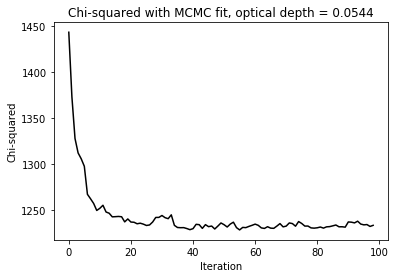 Chi-squared with MCMC fit, optical depth = 0.0544
Chi-squared
1450
1400
1350
1300
1250
0 20 40 60 80 100
Iteration